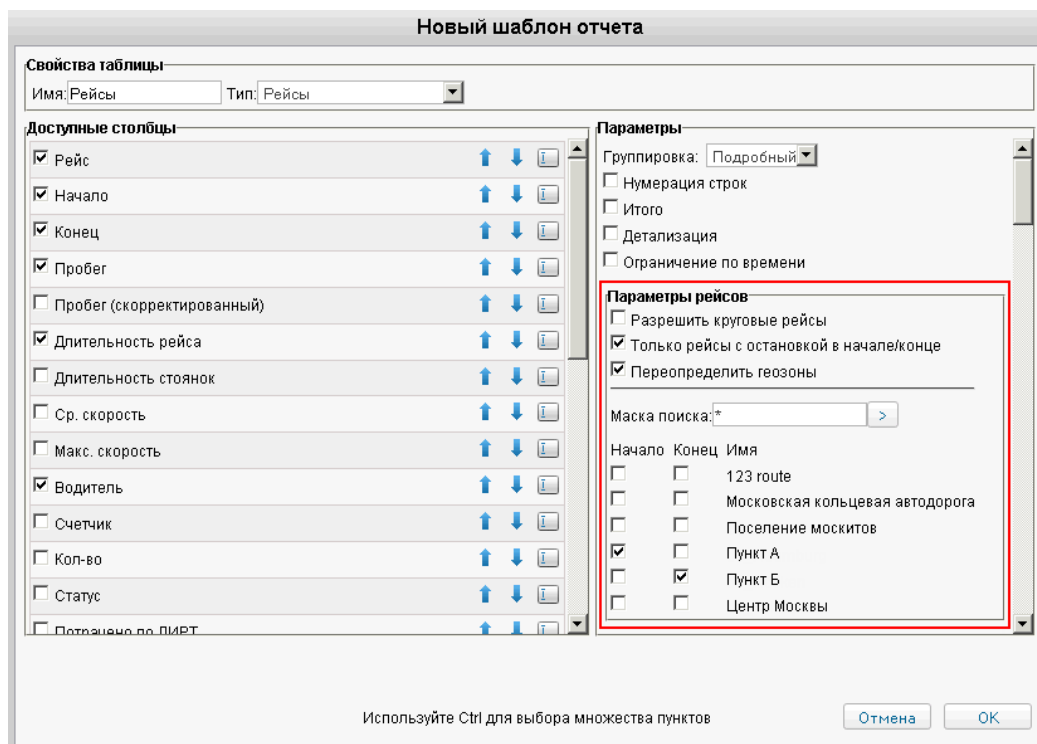 Новый шаблон отчета
Свойства таблицы
Имя: Рейсы Тип: Рейсы
Доступные столбцы
Рейс
Начало
Конец
Пробег
Пробег (скорректированный)
Длительность рейса
Длительность стоянок
Ср. скорость
Макс. скорость
Водитель
Счетчик
Кол-во
Статус
Потрачено по ДИРТ
Параметры
Группировка: Подробный
Нумерация строк
Итого
Детализация
Ограничение по времени
Параметры рейсов
Разрешить круговые рейсы
Только рейсы с остановкой в начале/конце
Переопределить геозоны
Маска поиска: * >
Начало Конец Имя
123 route
Московская кольцевая автодорога
Поселение москитов
Пункт А
Пункт Б
Центр Москвы
Используйте Ctrl для выбора множества пунктов
Отмена OK